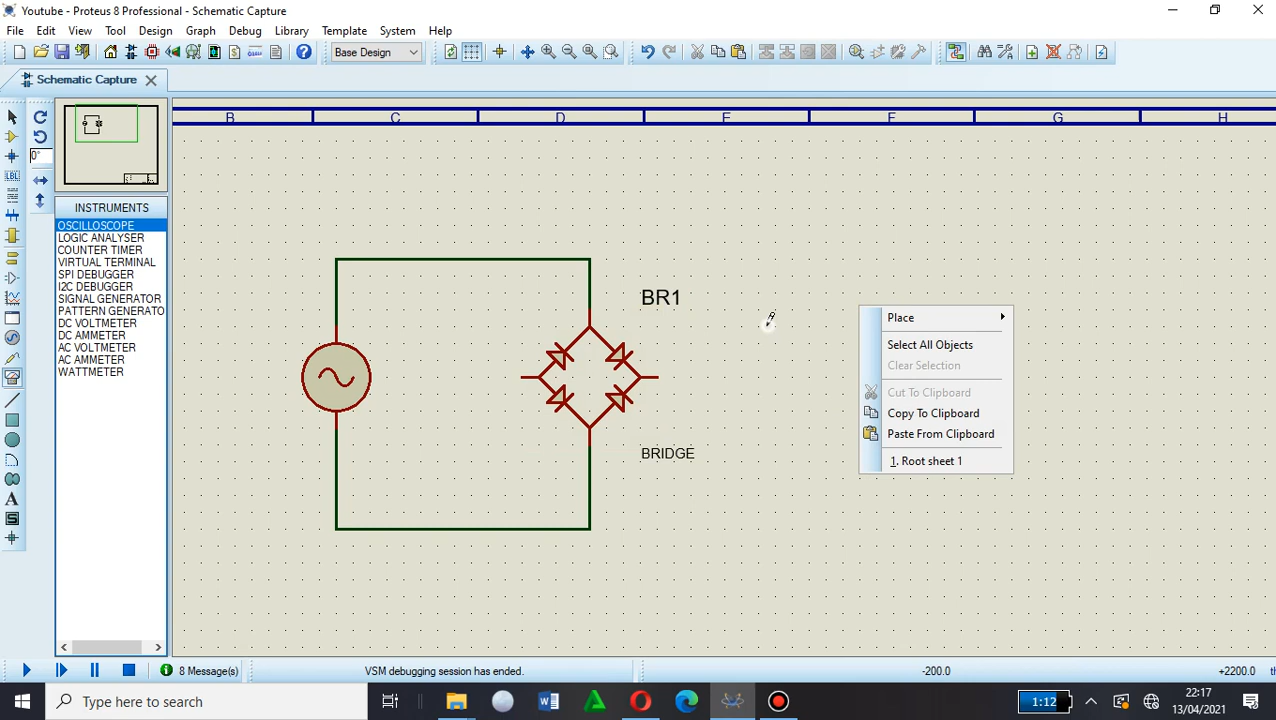 Youtube - Proteus 8 Professional - Schematic Capture
File Edit View Tool Design Graph Debug Library Template System Help
Base Design
Schematic Capture
B C D E F G H
0°
LBL
INSTRUMENTS
OSCILLOSCOPE
LOGIC ANALYSER
COUNTER TIMER
VIRTUAL TERMINAL
SPI DEBUGGER
I2C DEBUGGER
SIGNAL GENERATOR
PATTERN GENERATO
DC VOLTMETER
DC AMMETER
AC VOLTMETER
AC AMMETER
WATTMETER
BR1
BRIDGE
Place
Select All Objects
Clear Selection
Cut To Clipboard
Copy To Clipboard
Paste From Clipboard
1. Root sheet 1
8 Message(s) VSM debugging session has ended. -200.0 +2200.0 th
Type here to search
1:12
22:17
13/04/2021